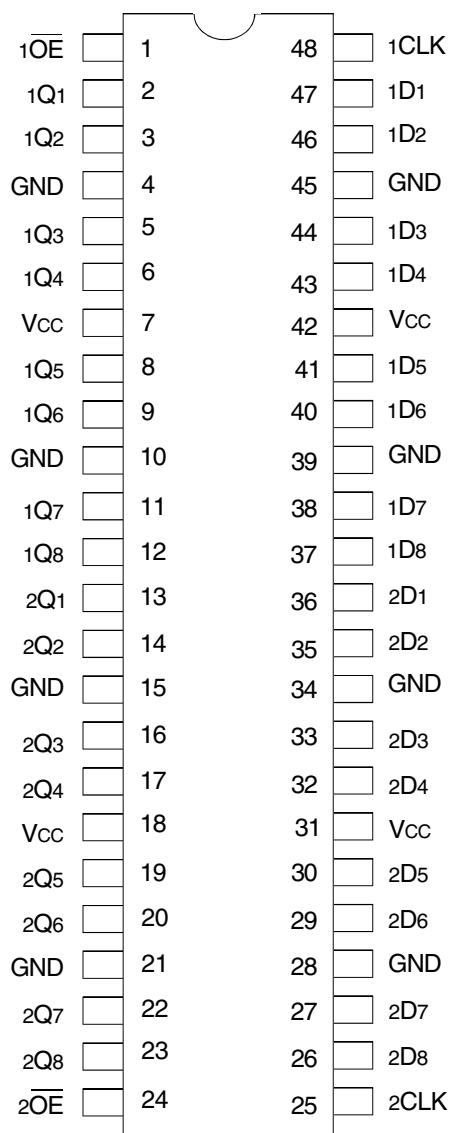 1OE 1 48 1CLK
1Q1 2 47 1D1
1Q2 3 46 1D2
GND 4 45 GND
1Q3 5 44 1D3
1Q4 6 43 1D4
VCC 7 42 VCC
1Q5 8 41 1D5
1Q6 9 40 1D6
GND 10 39 GND
1Q7 11 38 1D7
1Q8 12 37 1D8
2Q1 13 36 2D1
2Q2 14 35 2D2
GND 15 34 GND
2Q3 16 33 2D3
2Q4 17 32 2D4
VCC 18 31 VCC
2Q5 19 30 2D5
2Q6 20 29 2D6
GND 21 28 GND
2Q7 22 27 2D7
2Q8 23 26 2D8
2OE 24 25 2CLK